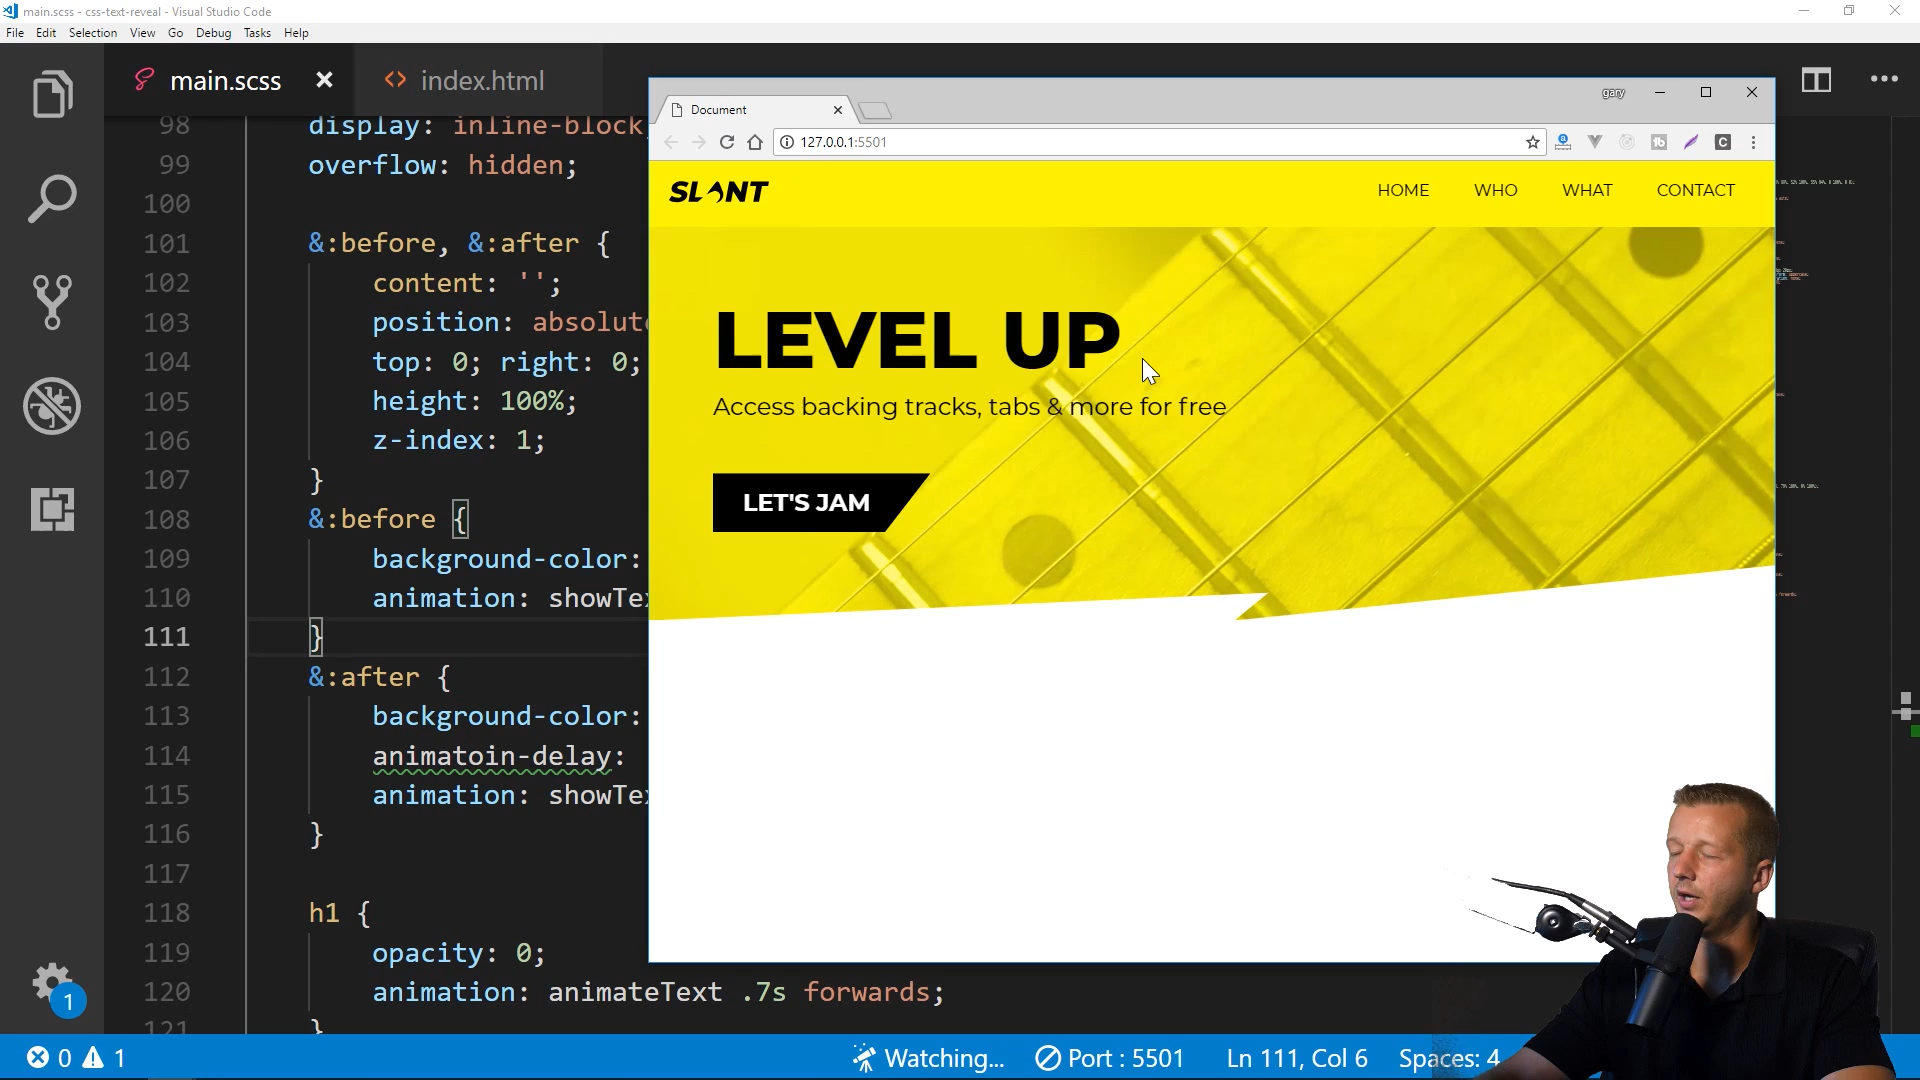 main.scss - css-text-reveal - Visual Studio Code
File Edit Selection View Go Debug Tasks Help
main.scss
index.html
98 display: inline-block
99 overflow: hidden;
100
101 &:before, &:after {
102 content: '';
103 position: absolut
104 top: 0; right: 0;
105 height: 100%;
106 z-index: 1;
107 }
108 &:before {
109 background-color:
110 animation: showTe
111 }
112 &:after {
113 background-color:
114 animatoin-delay:
115 animation: showTe
116 }
117
118 h1 {
119 opacity: 0;
120 animation: animateText .7s forwards;
121 }
gary
Document
127.0.0.1:5501
SLANT
HOME WHO WHAT CONTACT
LEVEL UP
Access backing tracks, tabs & more for free
LET'S JAM
1
0 1
Watching... Port : 5501 Ln 111, Col 6 Spaces: 4